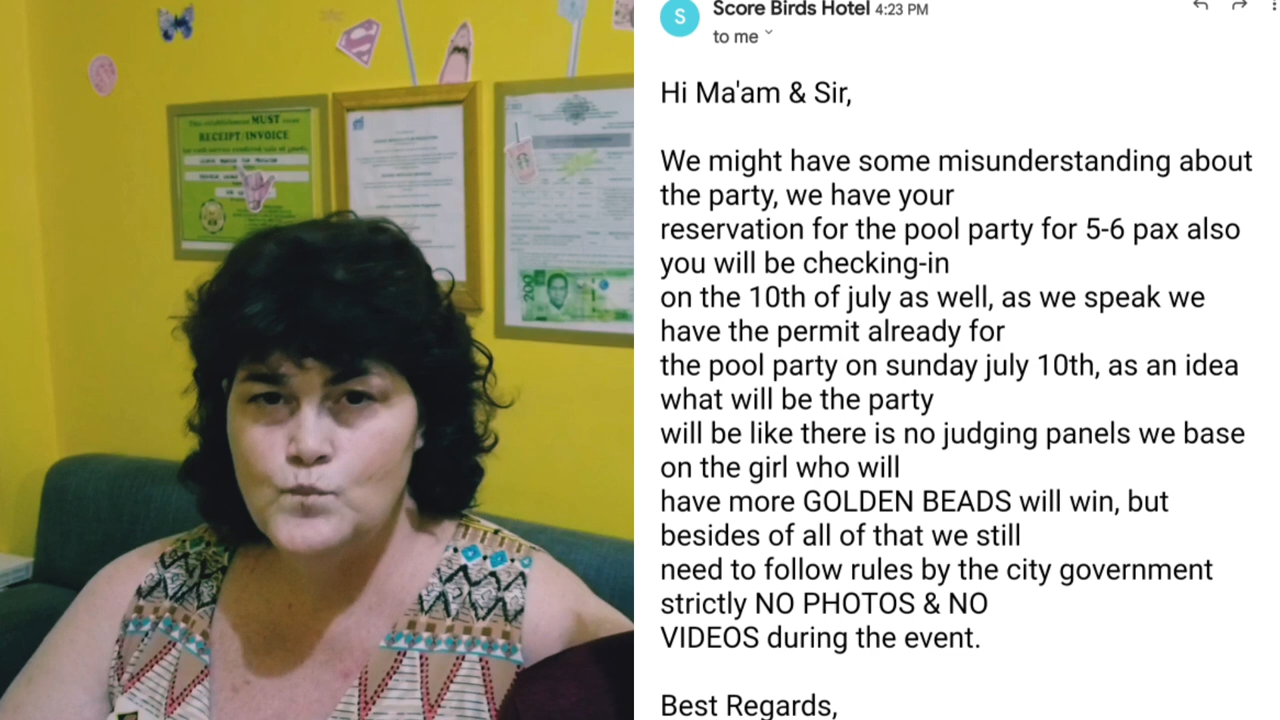 This establishment MUST issue
RECEIPT/INVOICE
200
S
Score Birds Hotel 4:23 PM
to me
Hi Ma'am & Sir,
We might have some misunderstanding about
the party, we have your
reservation for the pool party for 5-6 pax also
you will be checking-in
on the 10th of july as well, as we speak we
have the permit already for
the pool party on sunday july 10th, as an idea
what will be the party
will be like there is no judging panels we base
on the girl who will
have more GOLDEN BEADS will win, but
besides of all of that we still
need to follow rules by the city government
strictly NO PHOTOS & NO
VIDEOS during the event.
Best Regards,